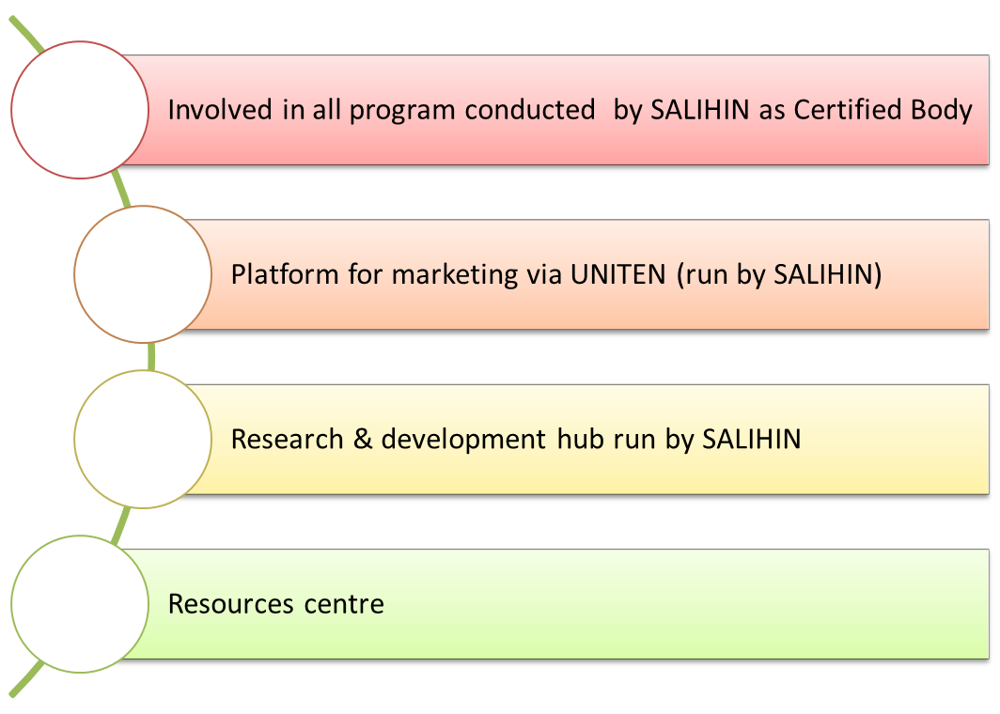 Involved in all program conducted  by SALIHIN as Certified Body
Platform for marketing via UNITEN (run by SALIHIN)
Research & development hub run by SALIHIN
Resources centre